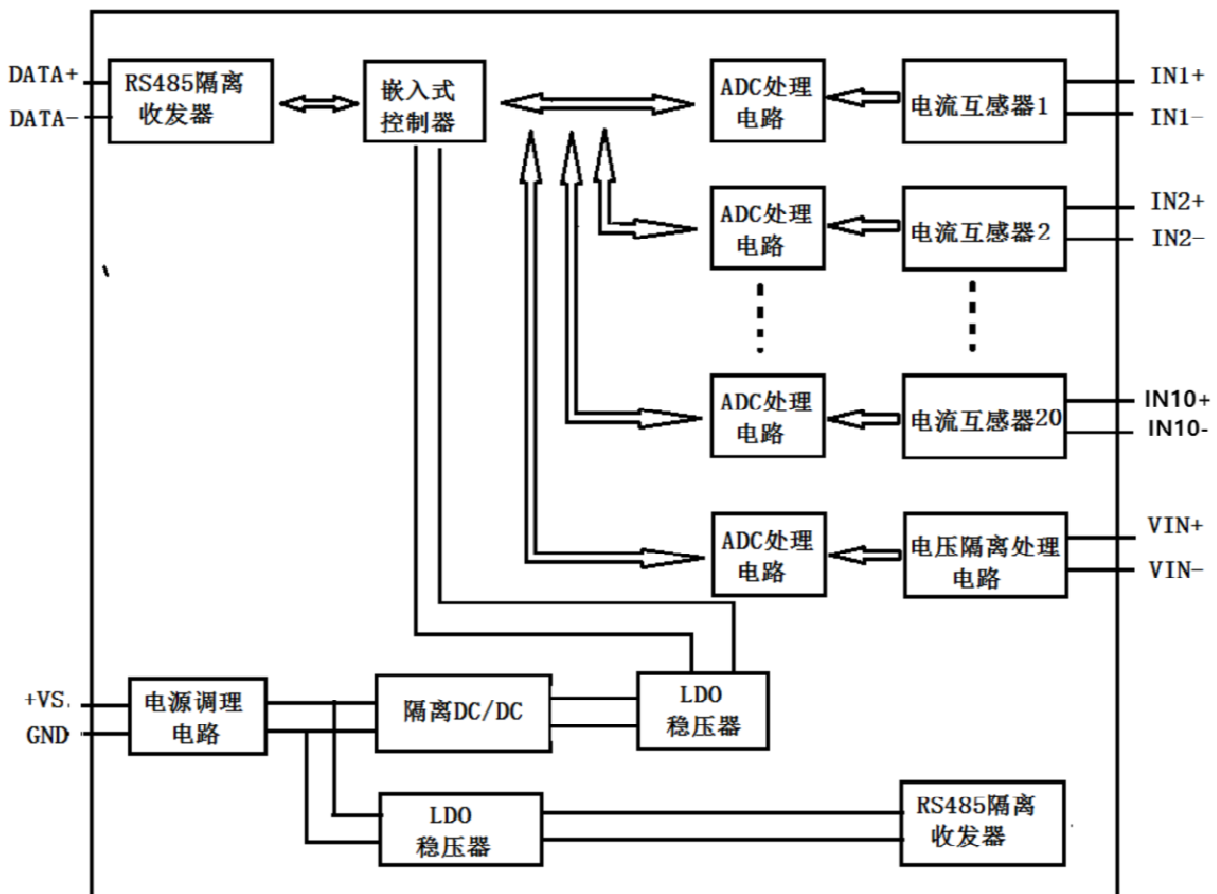 DATA+
DATA-
RS485隔离
收发器
嵌入式
控制器
ADC处理
电路
电流互感器1
IN1+
IN1-
ADC处理
电路
电流互感器2
IN2+
IN2-
ADC处理
电路
电流互感器20
IN10+
IN10-
ADC处理
电路
电压隔离处理
电路
VIN+
VIN-
+VS.
GND
电源调理
电路
隔离DC/DC
LDO
稳压器
LDO
稳压器
RS485隔离
收发器